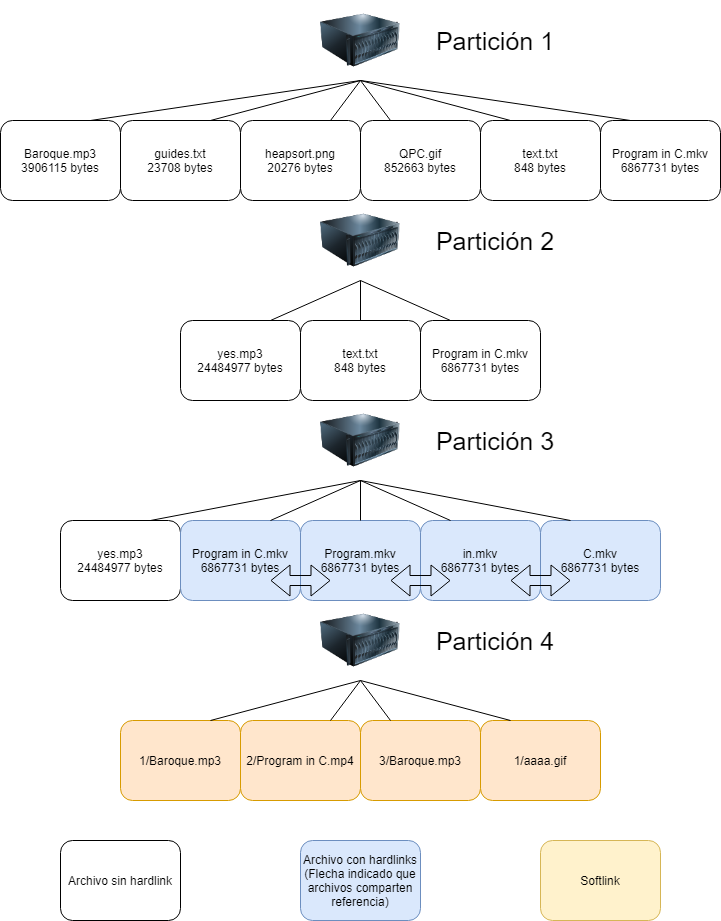 Partición 1
Baroque.mp3
3906115 bytes
guides.txt
23708 bytes
heapsort.png
20276 bytes
QPC.gif
852663 bytes
text.txt
848 bytes
Program in C.mkv
6867731 bytes
Partición 2
yes.mp3
24484977 bytes
text.txt
848 bytes
Program in C.mkv
6867731 bytes
Partición 3
yes.mp3
24484977 bytes
Program in C.mkv
6867731 bytes
Program.mkv
6867731 bytes
in.mkv
6867731 bytes
C.mkv
6867731 bytes
Partición 4
1/Baroque.mp3
2/Program in C.mp4
3/Baroque.mp3
1/aaaa.gif
Archivo sin hardlink
Archivo con hardlinks
(Flecha indicado que
archivos comparten
referencia)
Softlink